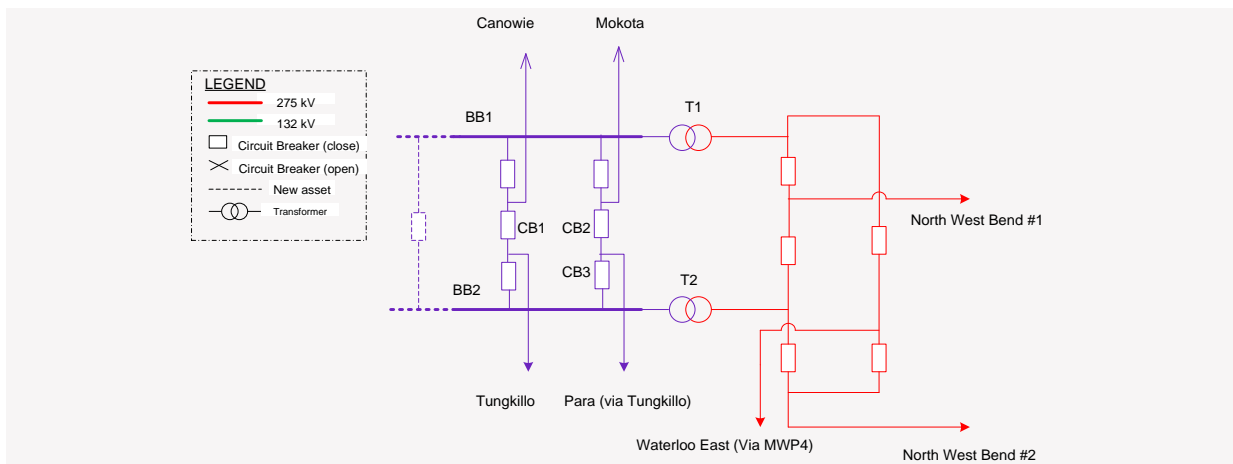 Canowie
Mokota
LEGEND
275 kV
132 kV
Circuit Breaker (close)
Circuit Breaker (open)
New asset
Transformer
BB1
T1
CB1
CB2
North West Bend #1
CB3
BB2
T2
Tungkillo
Para (via Tungkillo)
Waterloo East (Via MWP4)
North West Bend #2